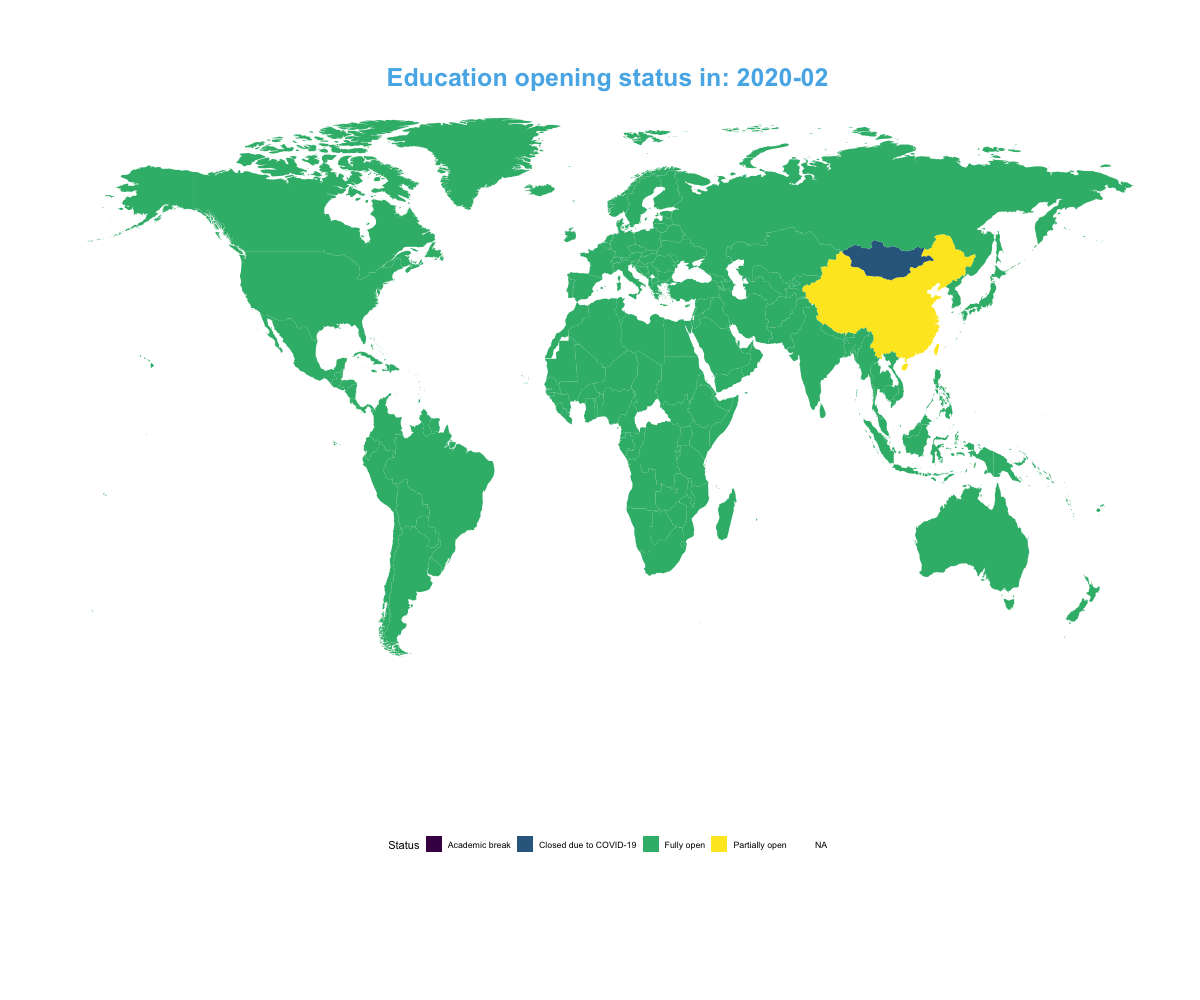 Education opening status in: 2020-02
Status Academic break Closed due to COVID-19 Fully open Partially open NA